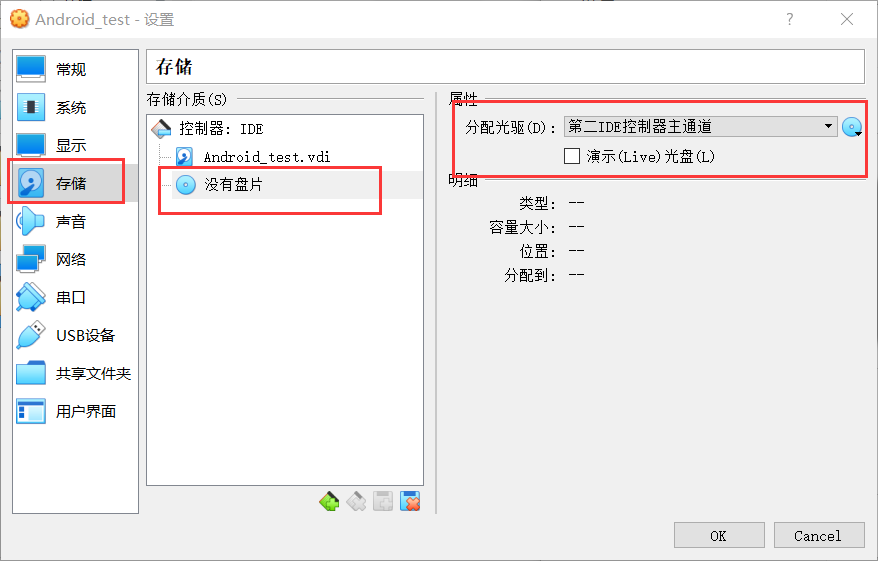 Android_test - 设置
?
常规
系统
显示
存储
声音
网络
串口
USB设备
共享文件夹
用户界面
存储
存储介质(S)
控制器: IDE
Android_test.vdi
没有盘片
属性
分配光驱(D): 第二IDE控制器主通道
演示(Live)光盘(L)
明细
类型: --
容量大小: --
位置: --
分配到: --
OK
Cancel